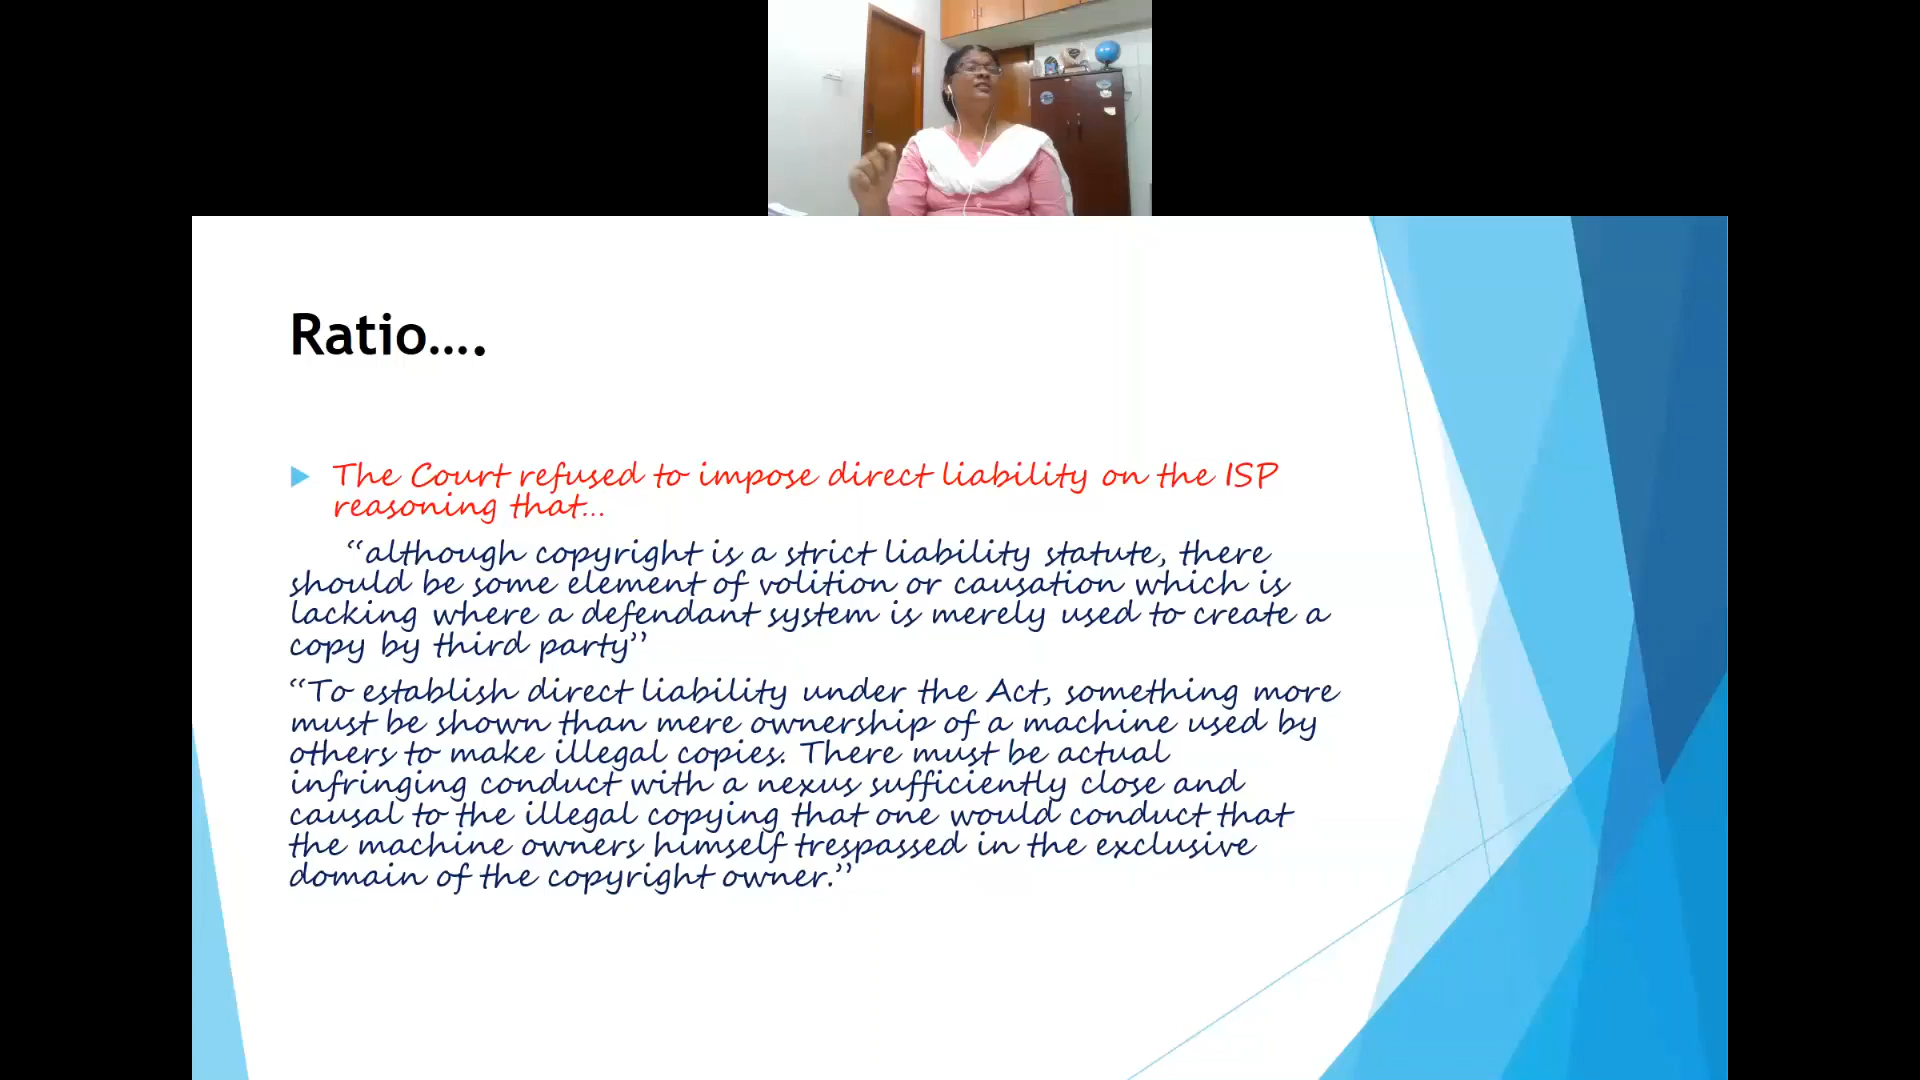 Ratio....
The Court refused to impose direct liability on the ISP
reasoning that...
“although copyright is a strict liability statute, there
should be some element of volition or causation which is
lacking where a defendant system is merely used to create a
copy by third party”
“To establish direct liability under the Act, something more
must be shown than mere ownership of a machine used by
others to make illegal copies. There must be actual
infringing conduct with a nexus sufficiently close and
causal to the illegal copying that one would conduct that
the machine owners himself trespassed in the exclusive
domain of the copyright owner.”